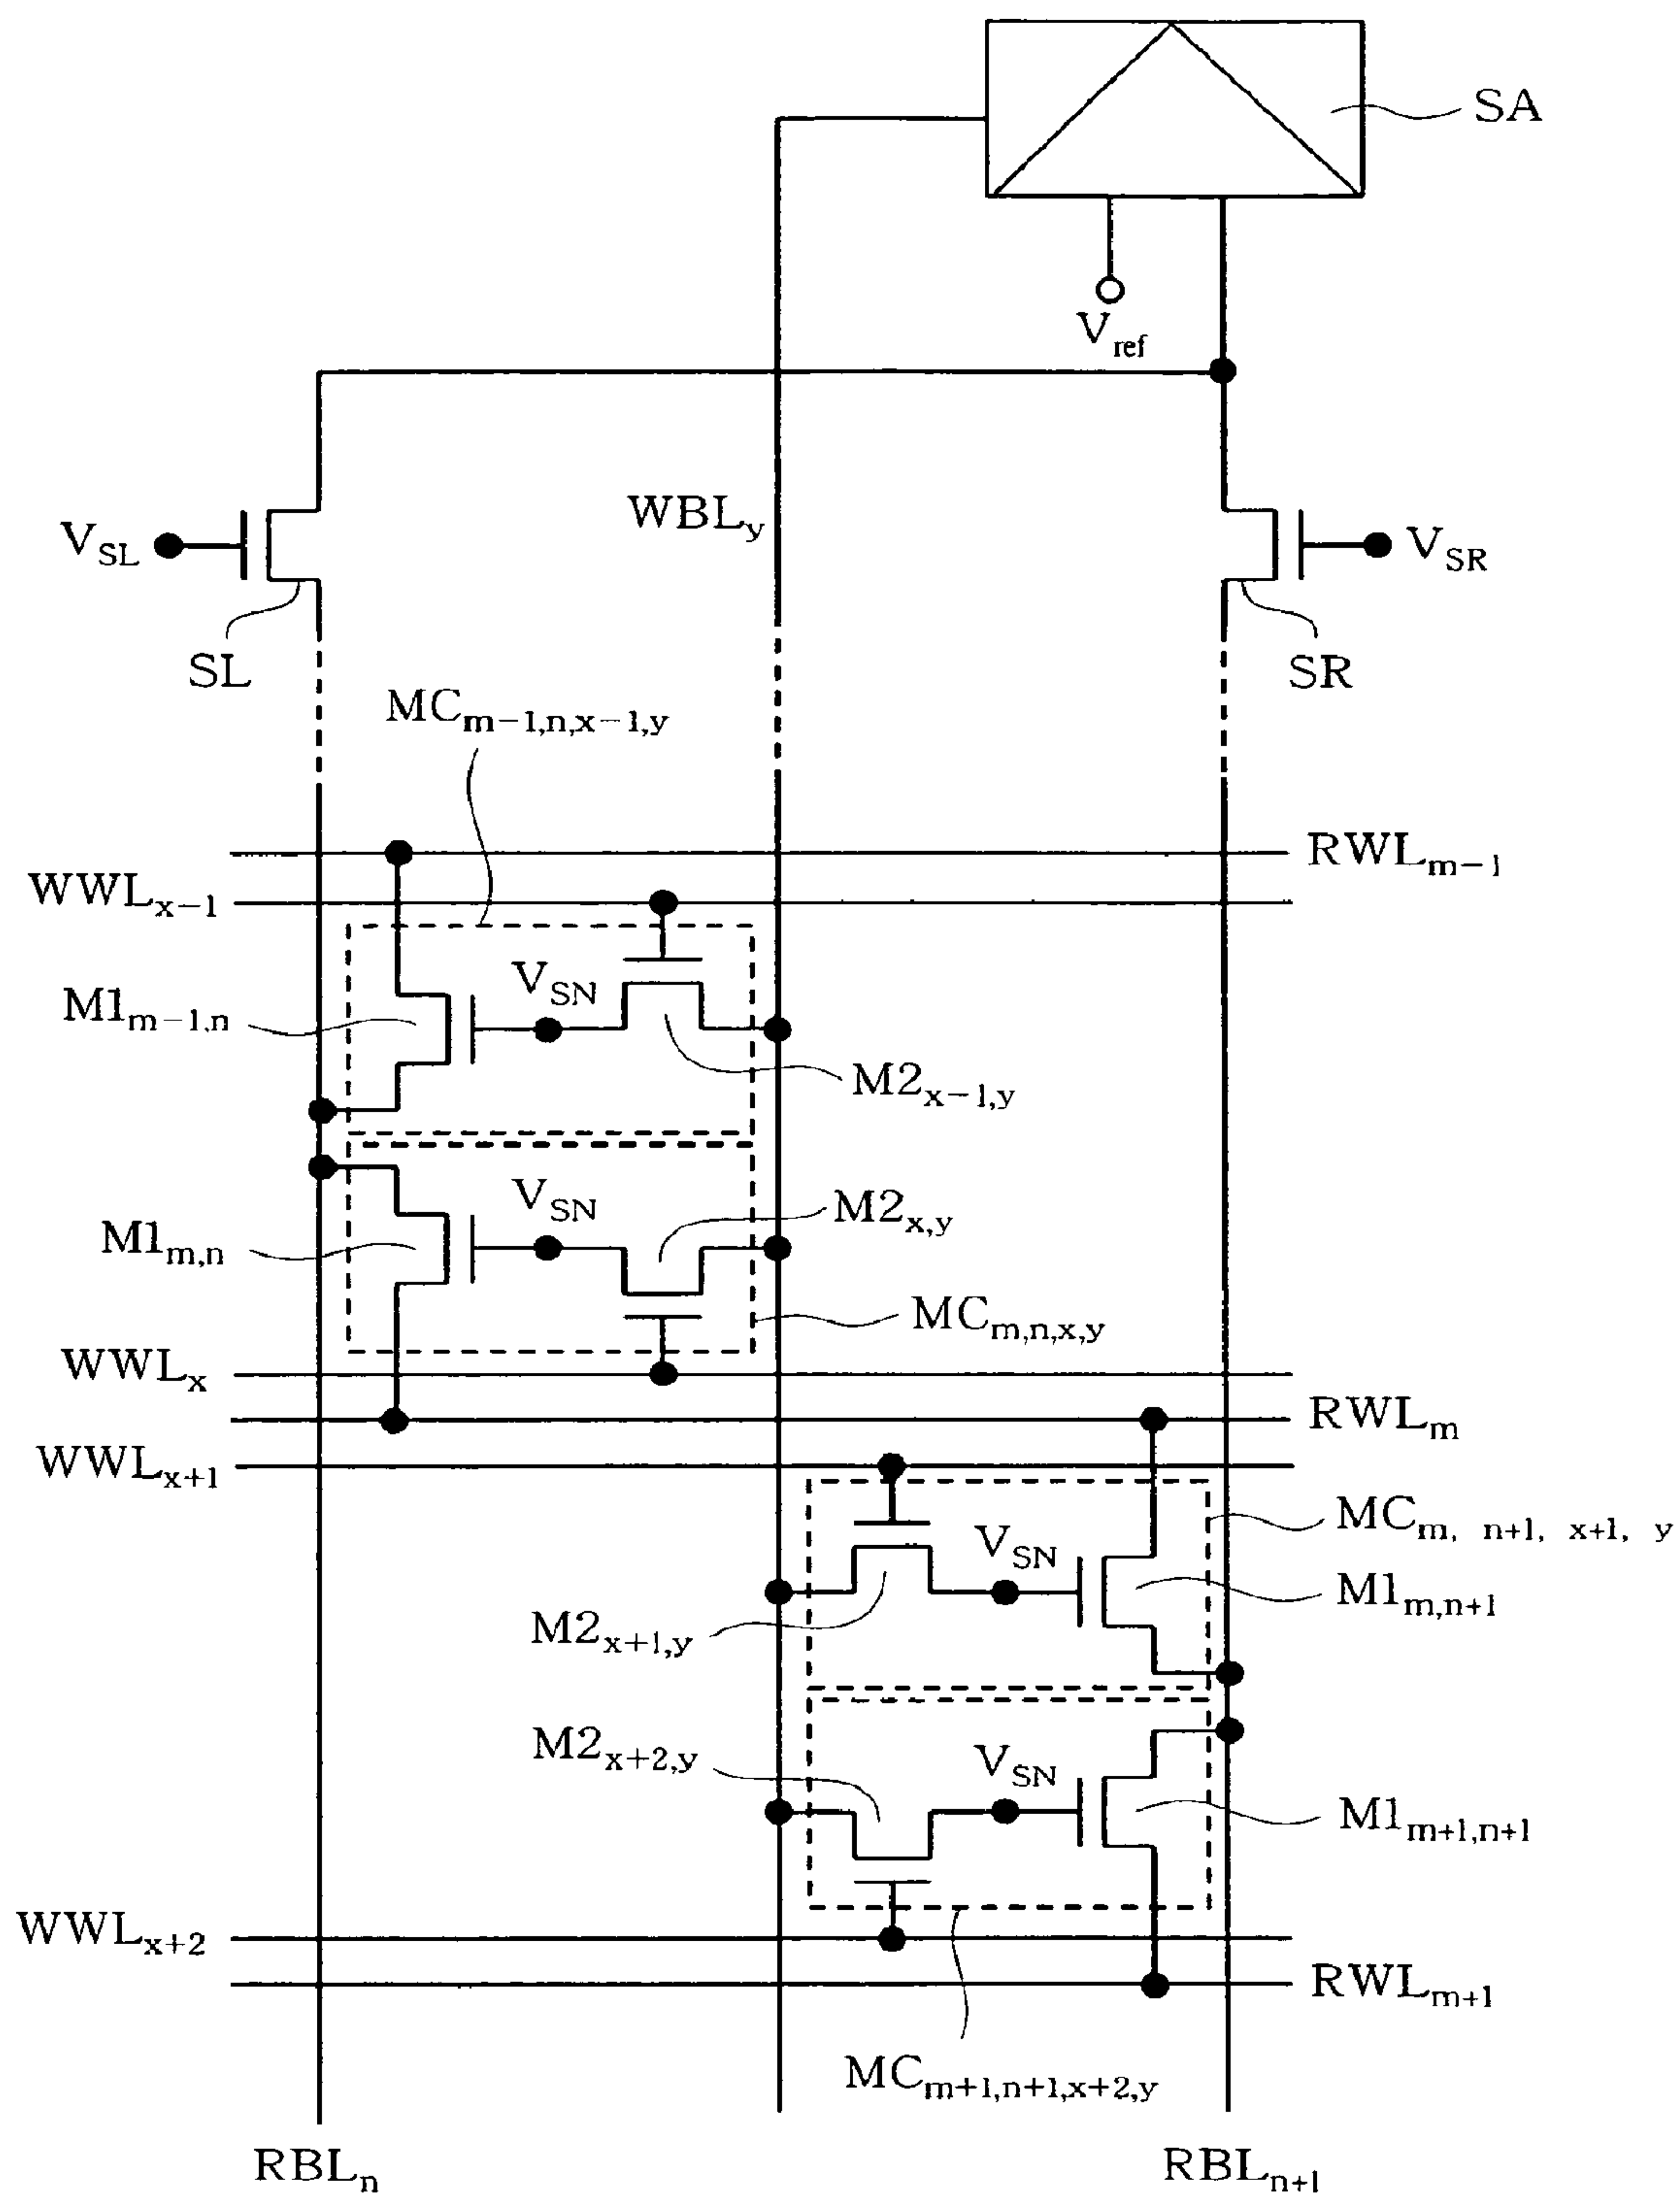 SA
V_ref
WBL_y
V_SL
V_SR
SL
SR
MC_m−1,n,x−1,y
RWL_m−1
WWL_x−1
V_SN
M1_m−1,n
M2_x−1,y
V_SN
M2_x,y
M1_m,n
MC_m,n,x,y
WWL_x
RWL_m
WWL_x+1
MC_m, n+1, x+1, y
V_SN
M1_m,n+1
M2_x+1,y
M2_x+2,y
V_SN
M1_m+1,n+1
WWL_x+2
RWL_m+1
MC_m+1,n+1,x+2,y
RBL_n
RBL_n+1